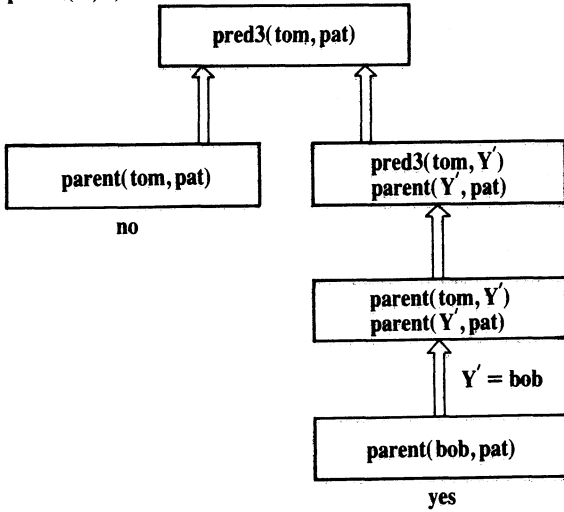 pred3(tom, pat)
parent(tom, pat)
no
pred3(tom, Y')
parent(Y', pat)
parent(tom, Y')
parent(Y', pat)
Y' = bob
parent(bob, pat)
yes